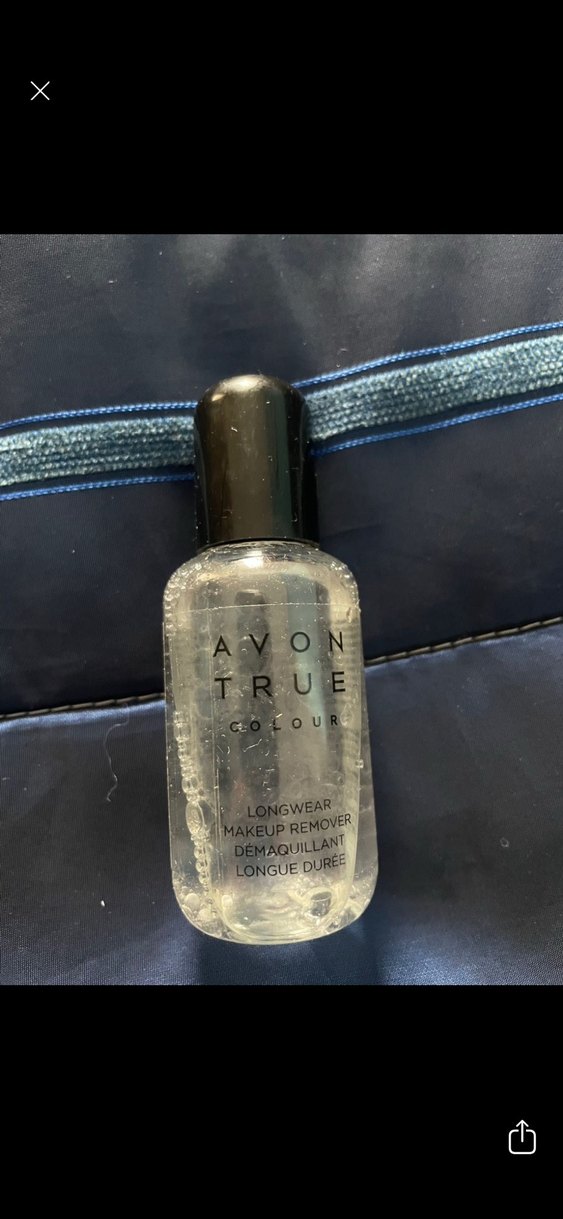 AVON
TRUE
COLOUR
LONGWEAR
MAKEUP REMOVER
DÉMAQUILLANT
LONGUE DURÉE